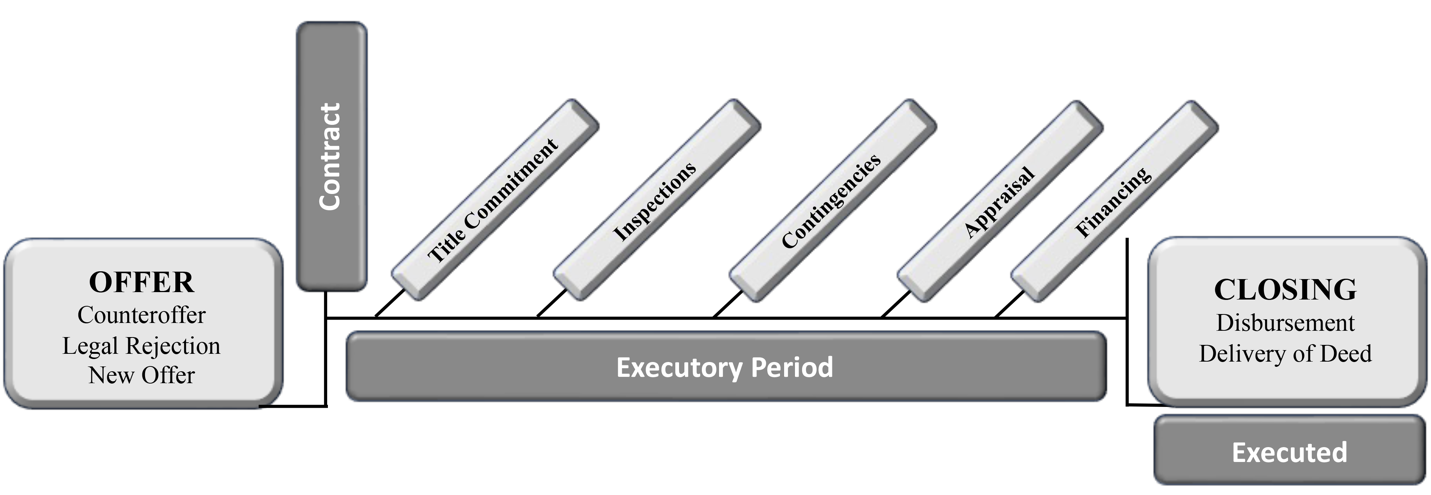 Contract
Title Commitment
Inspections
Contingencies
Appraisal
Financing
OFFER
Counteroffer
Legal Rejection
New Offer
CLOSING
Disbursement
Delivery of Deed
Executory Period
Executed